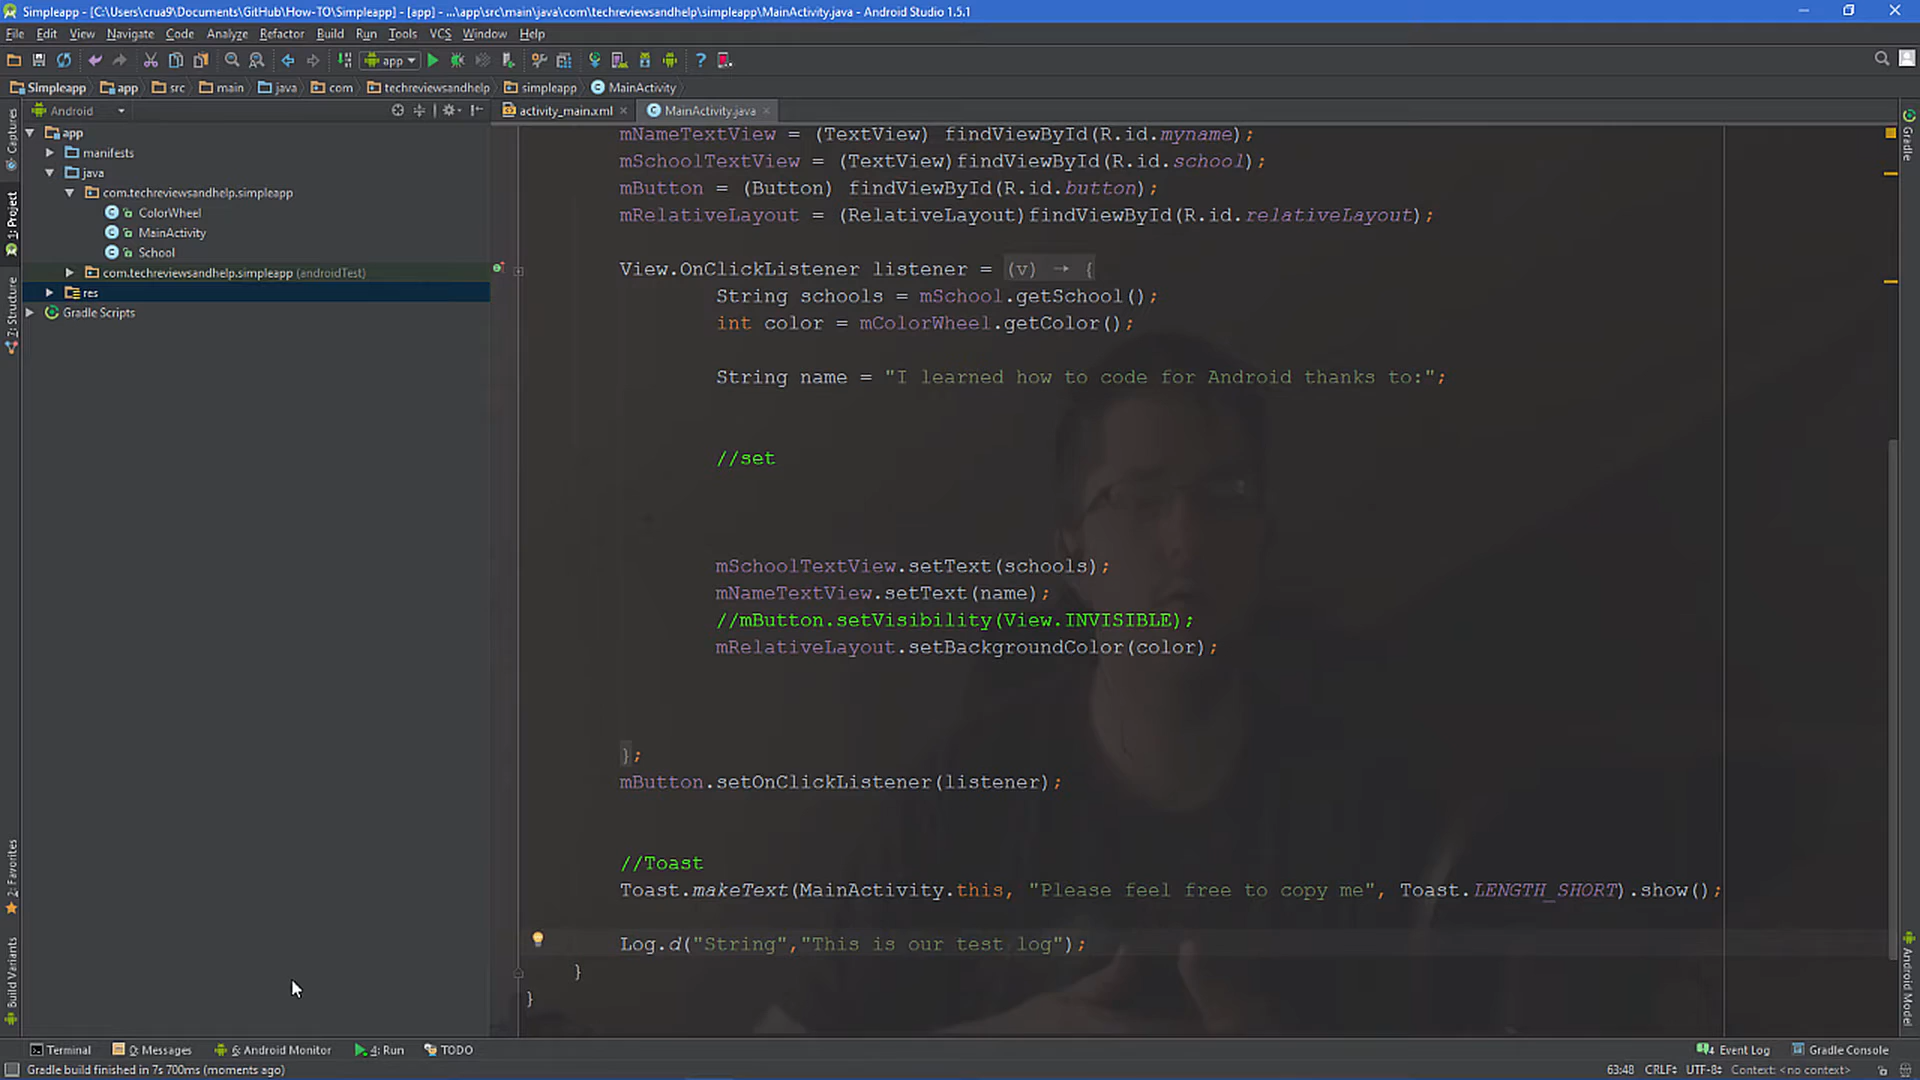 Simpleapp - [C:\Users\crua9\Documents\GitHub\How-TO\Simpleapp] - [app] - ...\app\src\main\java\com\techreviewsandhelp\simpleapp\MainActivity.java - Android Studio 1.5.1
File Edit View Navigate Code Analyze Refactor Build Run Tools VCS Window Help
app
Simpleapp app src main java com techreviewsandhelp simpleapp MainActivity
Android
activity_main.xml MainActivity.java
Captures
1: Project
7: Structure
2: Favorites
Build Variants
app
manifests
java
com.techreviewsandhelp.simpleapp
ColorWheel
MainActivity
School
com.techreviewsandhelp.simpleapp (androidTest)
res
Gradle Scripts
mNameTextView = (TextView) findViewById(R.id.myname);
mSchoolTextView = (TextView)findViewById(R.id.school);
mButton = (Button) findViewById(R.id.button);
mRelativeLayout = (RelativeLayout)findViewById(R.id.relativeLayout);
View.OnClickListener listener = (v) → {
String schools = mSchool.getSchool();
int color = mColorWheel.getColor();
String name = "I learned how to code for Android thanks to:";
//set
mSchoolTextView.setText(schools);
mNameTextView.setText(name);
//mButton.setVisibility(View.INVISIBLE);
mRelativeLayout.setBackgroundColor(color);
};
mButton.setOnClickListener(listener);
//Toast
Toast.makeText(MainActivity.this, "Please feel free to copy me", Toast.LENGTH_SHORT).show();
Log.d("String","This is our test log");
}
}
Gradle
Android Model
Terminal 0: Messages 6: Android Monitor 4: Run TODO
4 Event Log Gradle Console
Gradle build finished in 7s 700ms (moments ago)
63:48 CRLF UTF-8 Context: <no context>